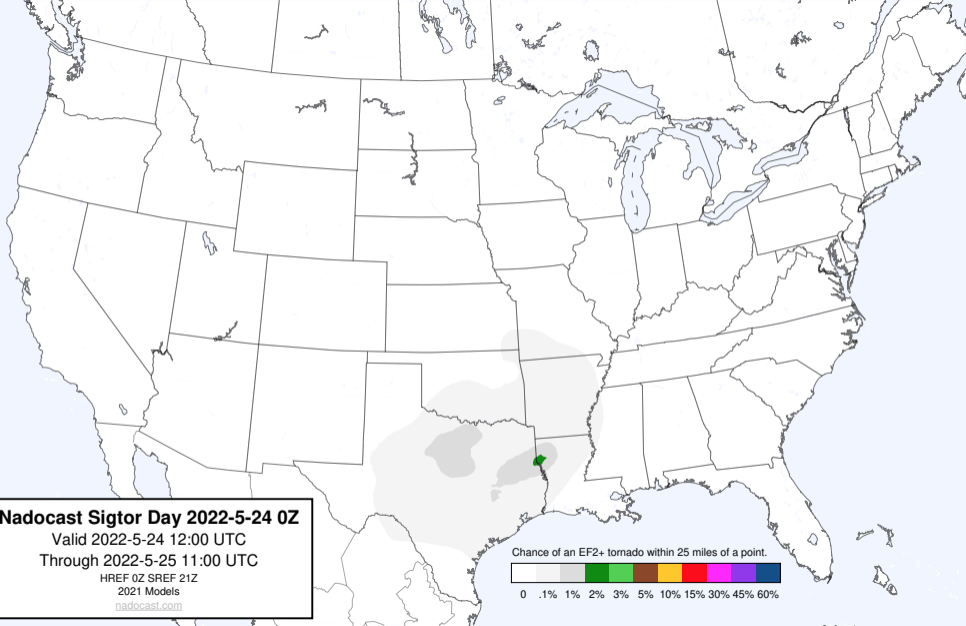 Nadocast Sigtor Day 2022-5-24 0Z
Valid 2022-5-24 12:00 UTC
Through 2022-5-25 11:00 UTC
HREF 0Z SREF 21Z
2021 Models
nadocast.com
Chance of an EF2+ tornado within 25 miles of a point.
0 .1% 1% 2% 3% 5% 10% 15% 30% 45% 60%